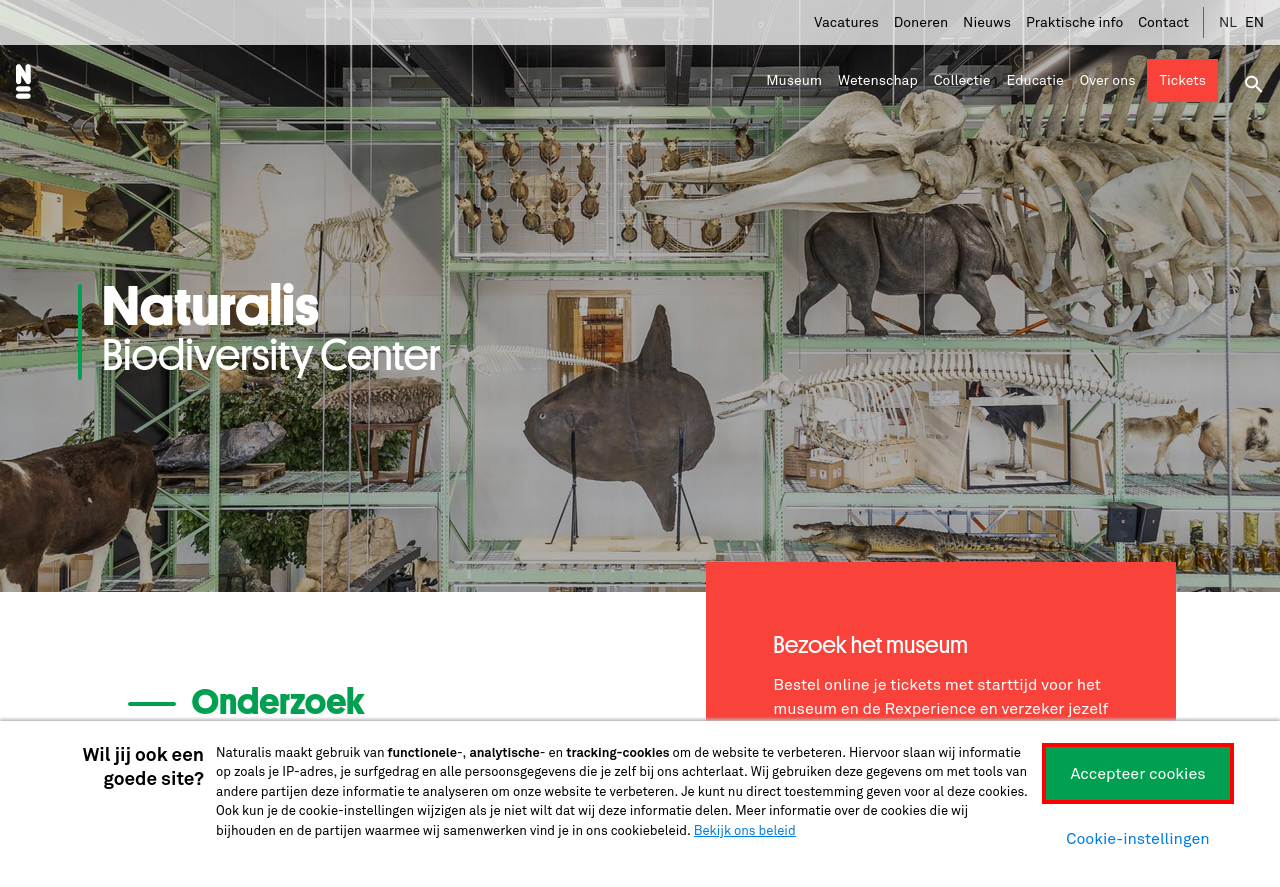 Vacatures Doneren Nieuws Praktische info Contact NL EN
Museum Wetenschap Collectie Educatie Over ons Tickets
Naturalis
Biodiversity Center
Bezoek het museum
Bestel online je tickets met starttijd voor het
museum en de Rexperience en verzeker jezelf
Onderzoek
Wil jij ook een
goede site?
Naturalis maakt gebruik van functionele-, analytische- en tracking-cookies om de website te verbeteren. Hiervoor slaan wij informatie
op zoals je IP-adres, je surfgedrag en alle persoonsgegevens die je zelf bij ons achterlaat. Wij gebruiken deze gegevens om met tools van
andere partijen deze informatie te analyseren om onze website te verbeteren. Je kunt nu direct toestemming geven voor al deze cookies.
Ook kun je de cookie-instellingen wijzigen als je niet wilt dat wij deze informatie delen. Meer informatie over de cookies die wij
bijhouden en de partijen waarmee wij samenwerken vind je in ons cookiebeleid. Bekijk ons beleid
Accepteer cookies
Cookie-instellingen